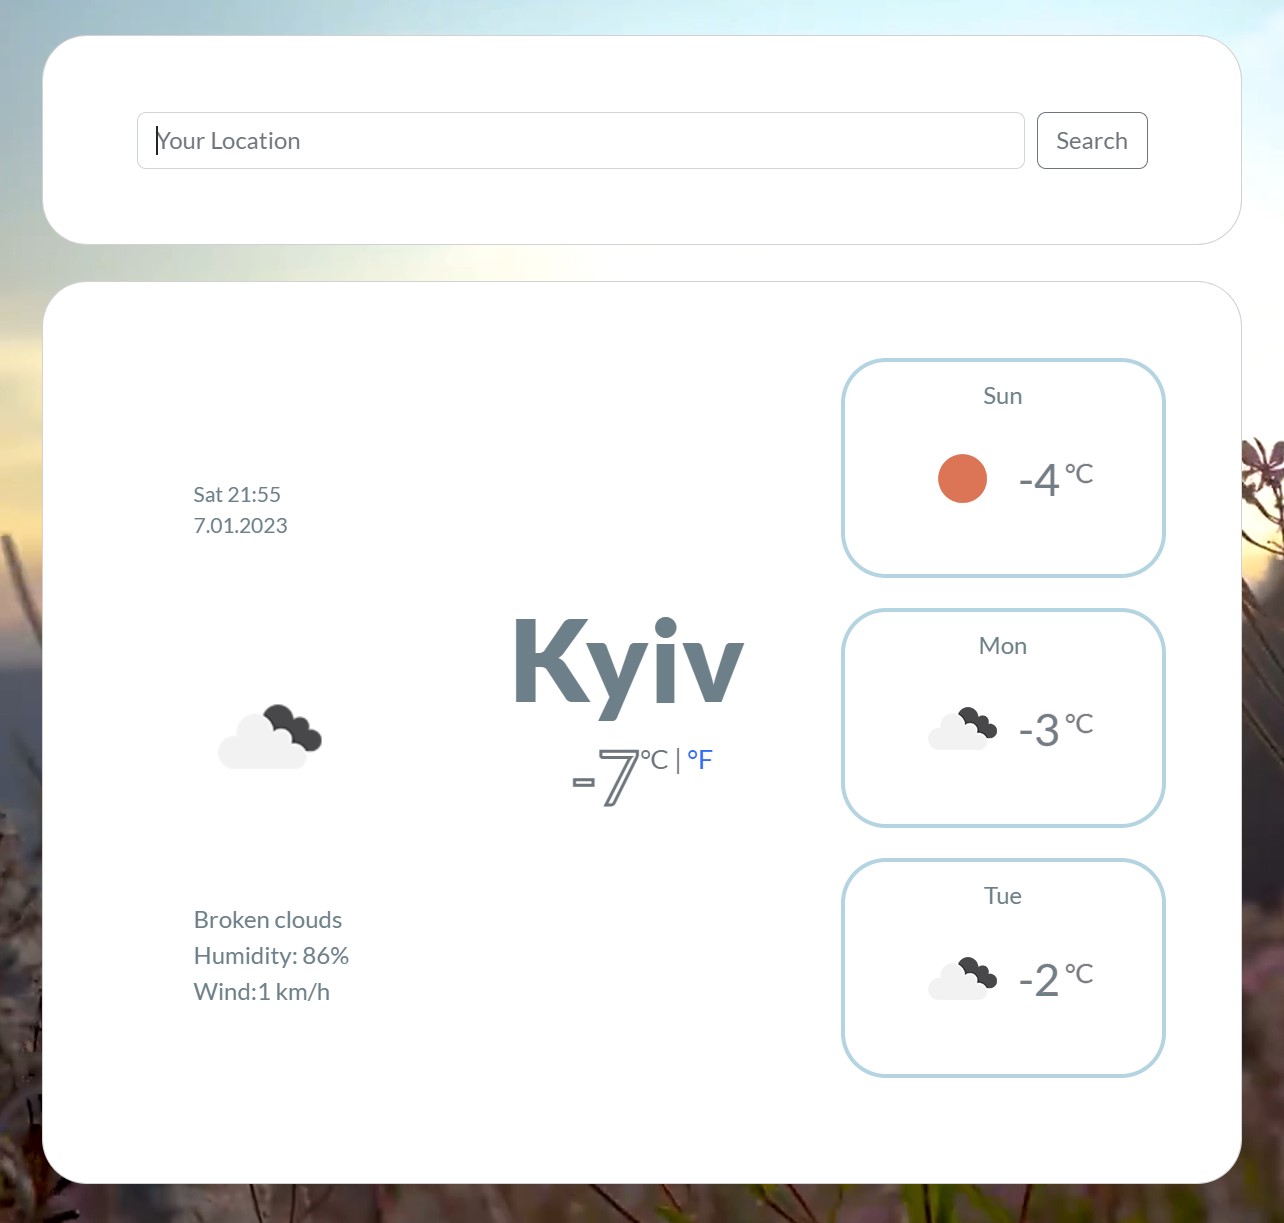 Your Location
Search
Sat 21:55
7.01.2023
Kyiv
-7°C | °F
Broken clouds
Humidity: 86%
Wind:1 km/h
Sun
-4 °C
Mon
-3 °C
Tue
-2 °C